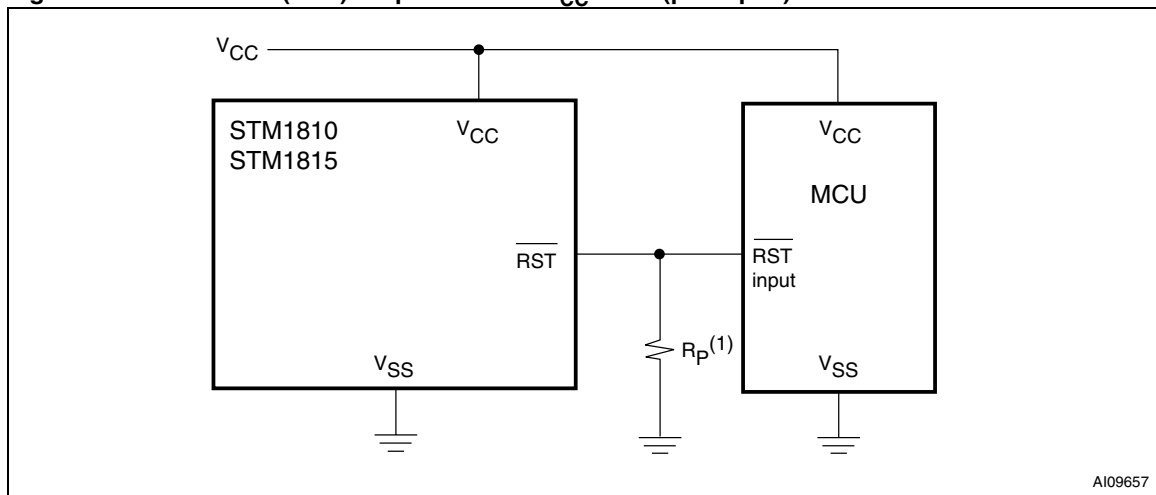 V_CC
STM1810
STM1815
V_CC
RST
V_SS
R_P(1)
V_CC
MCU
RST
input
V_SS
AI09657